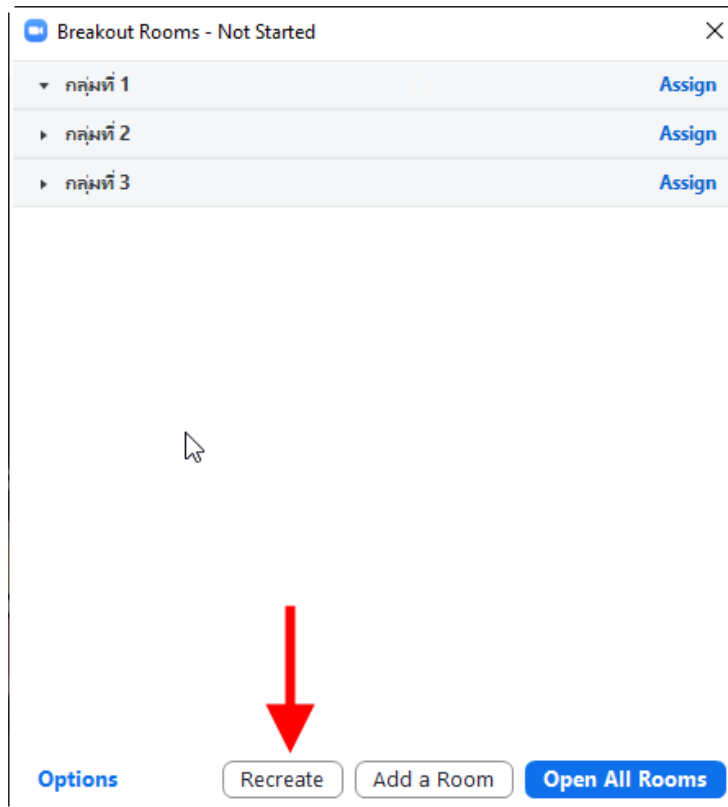 Breakout Rooms - Not Started
กลุ่มที่ 1 Assign
กลุ่มที่ 2 Assign
กลุ่มที่ 3 Assign
Options Recreate Add a Room Open All Rooms